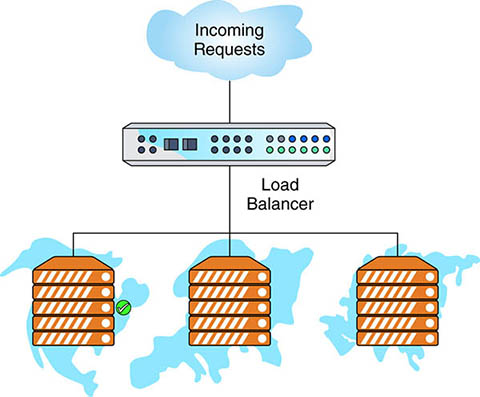 Incoming
Requests
Load
Balancer